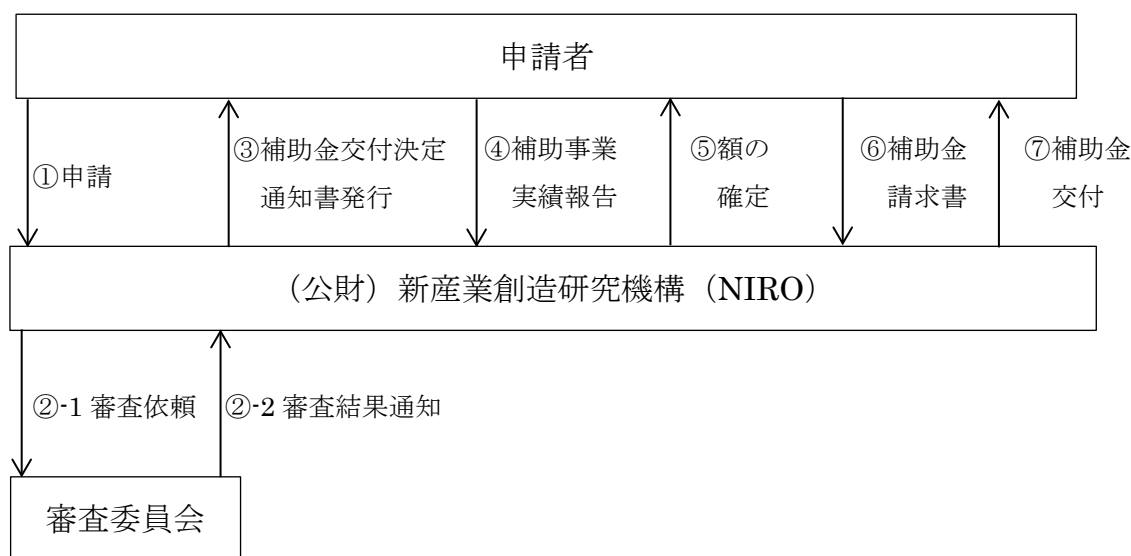 申請者
①申請
③補助金交付決定
通知書発行
④補助事業
実績報告
⑤額の
確定
⑥補助金
請求書
⑦補助金
交付
（公財）新産業創造研究機構（NIRO）
②-1 審査依頼
②-2 審査結果通知
審査委員会